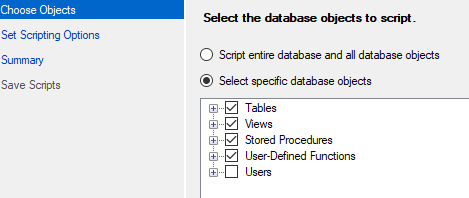 Choose Objects
Set Scripting Options
Summary
Save Scripts
Select the database objects to script.
Script entire database and all database objects
Select specific database objects
Tables
Views
Stored Procedures
User-Defined Functions
Users